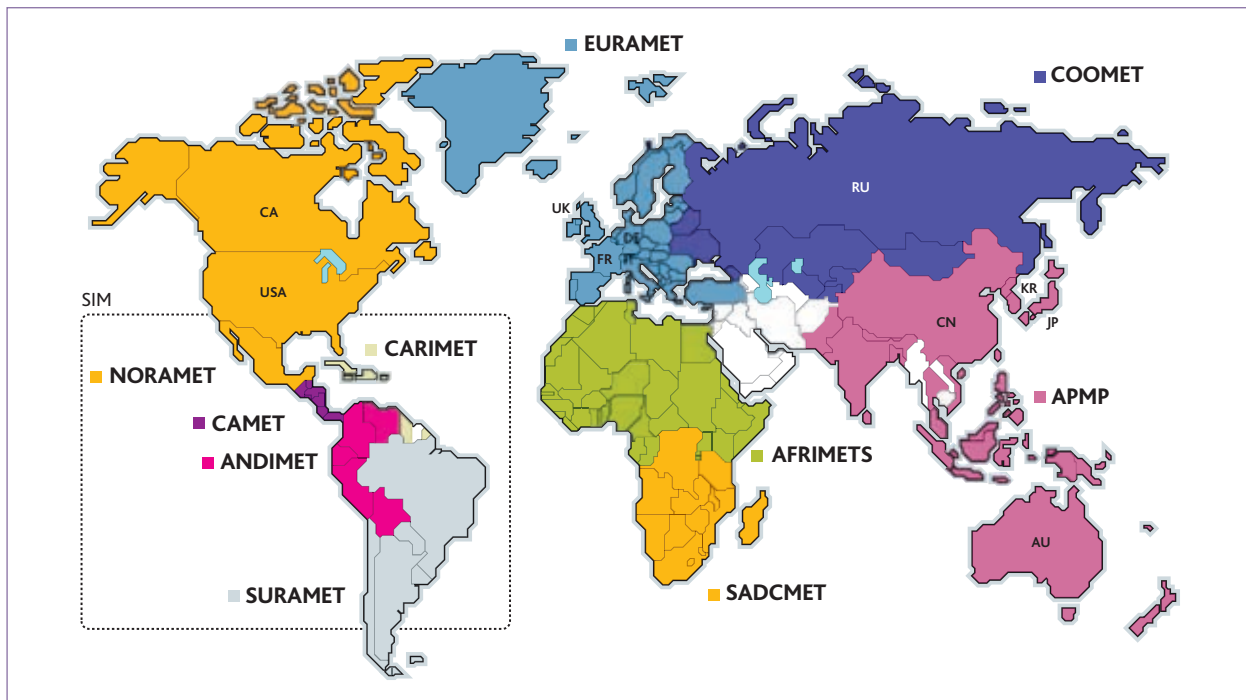 EURAMET
COOMET
RU
CA
UK
DE
FR
IT
USA
SIM
KR
CN
JP
CARIMET
NORAMET
APMP
CAMET
AFRIMETS
ANDIMET
AU
SURAMET
SADCMET